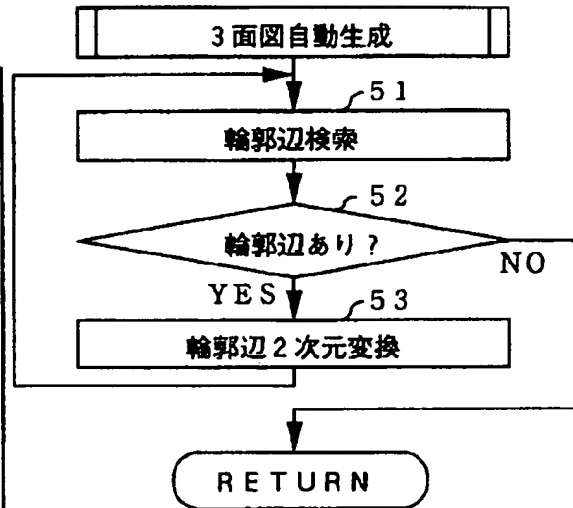 3面図自動生成
51
輪郭辺検索
52
輪郭辺あり?
NO
YES
53
輪郭辺2次元変換
RETURN